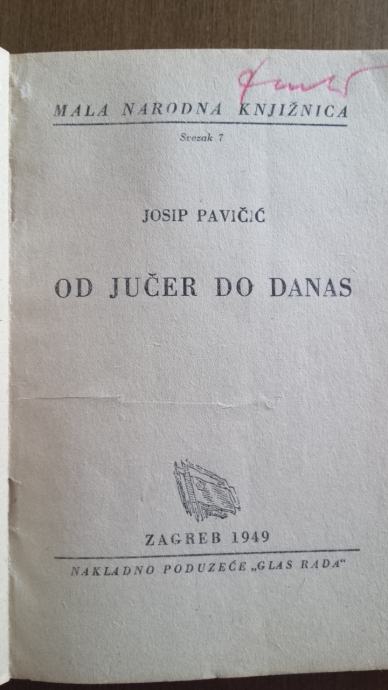 MALA NARODNA KNJIŽNICA
Svezak 7
JOSIP PAVIČIĆ
OD JUČER DO DANAS
ZAGREB 1949
NAKLADNO PODUZEĆE „GLAS RADA“